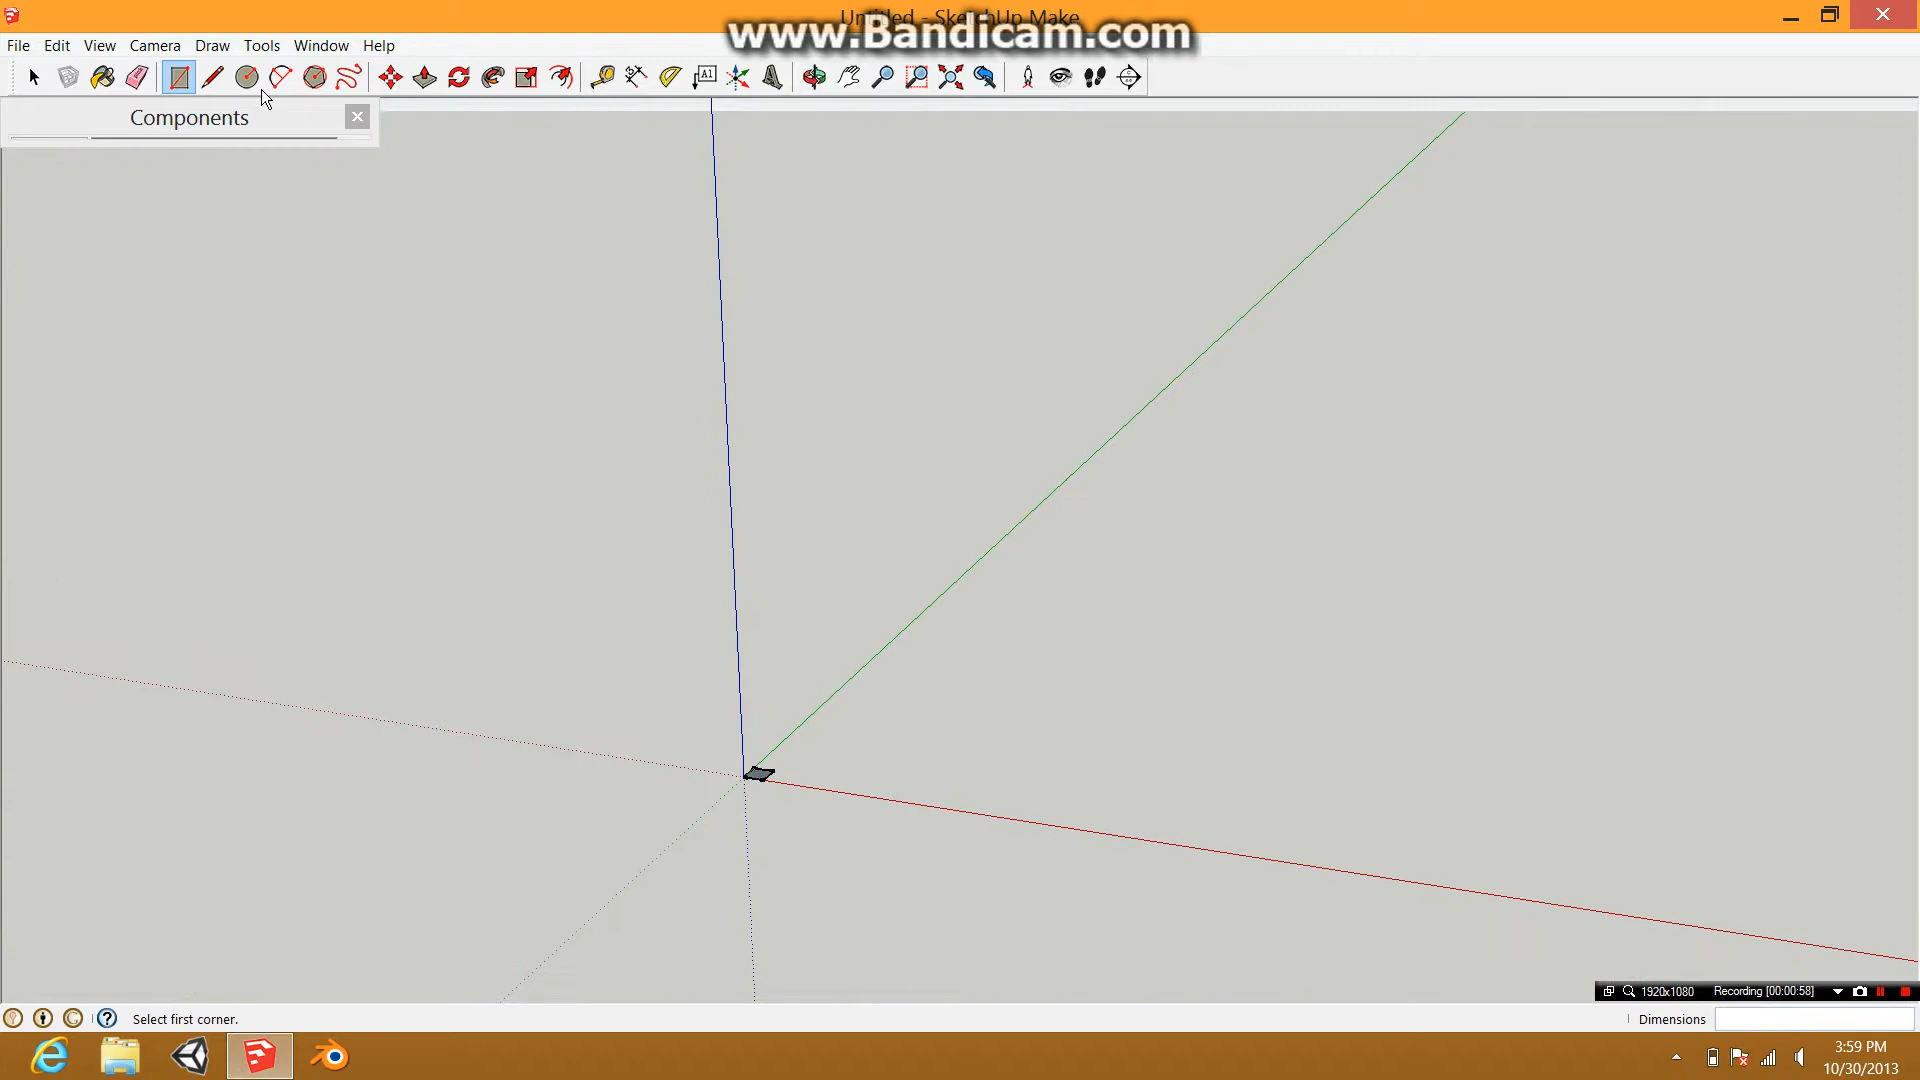 Untitled - SketchUp Make
www.Bandicam.com
File Edit View Camera Draw Tools Window Help
A1
Components
1920x1080 Recording [00:00:58]
Select first corner.
Dimensions
3:59 PM
10/30/2013